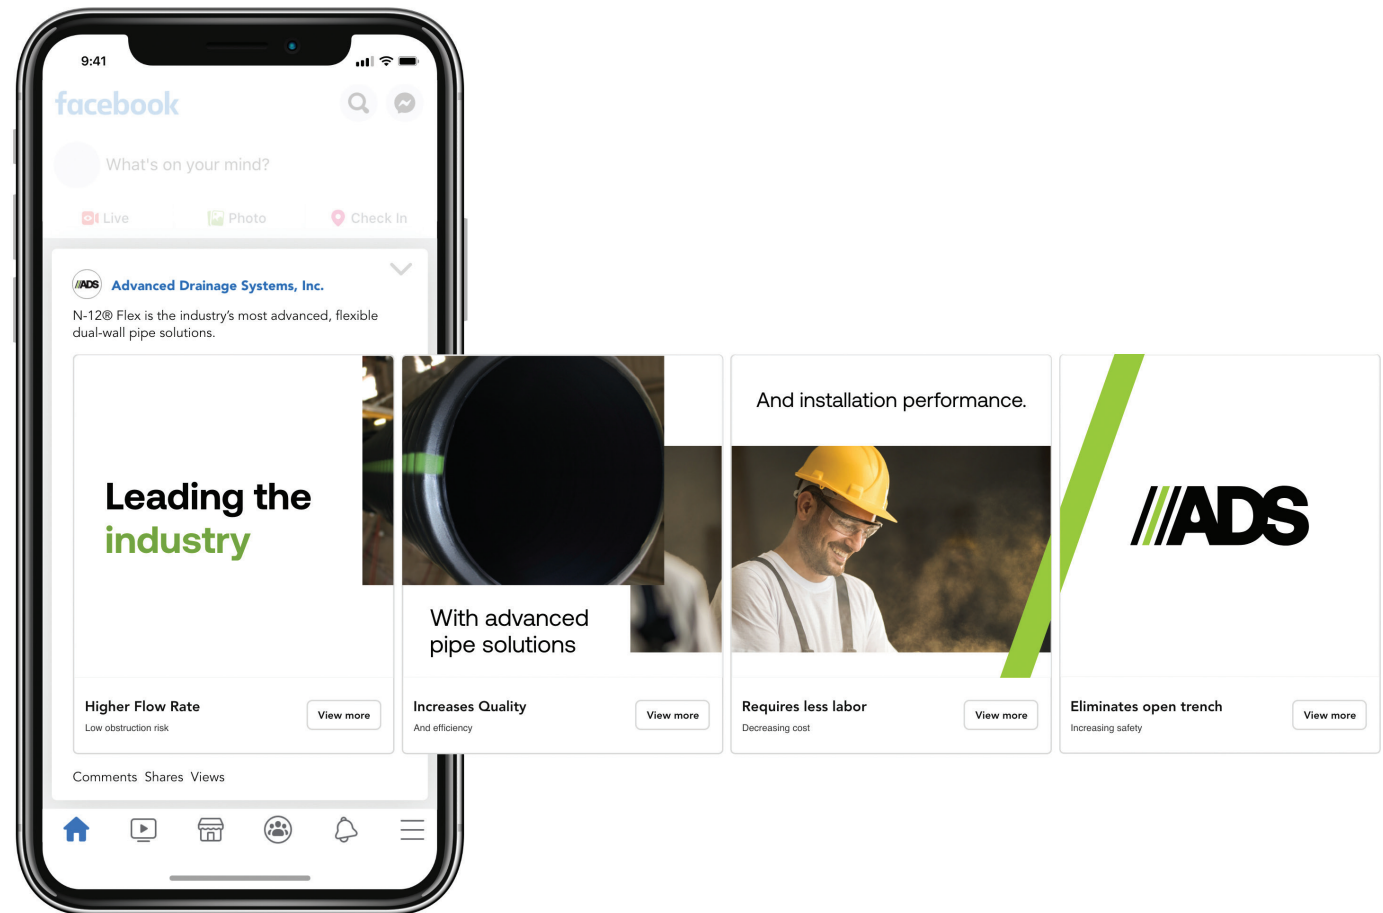 9:41
facebook
What's on your mind?
Live
Photo
Check In
//ADS
Advanced Drainage Systems, Inc.
N-12® Flex is the industry's most advanced, flexible
dual-wall pipe solutions.
Leading the
industry
Higher Flow Rate
Low obstruction risk
View more
With advanced
pipe solutions
Increases Quality
And efficiency
View more
And installation performance.
Requires less labor
Decreasing cost
View more
///ADS
Eliminates open trench
Increasing safety
View more
Comments Shares Views